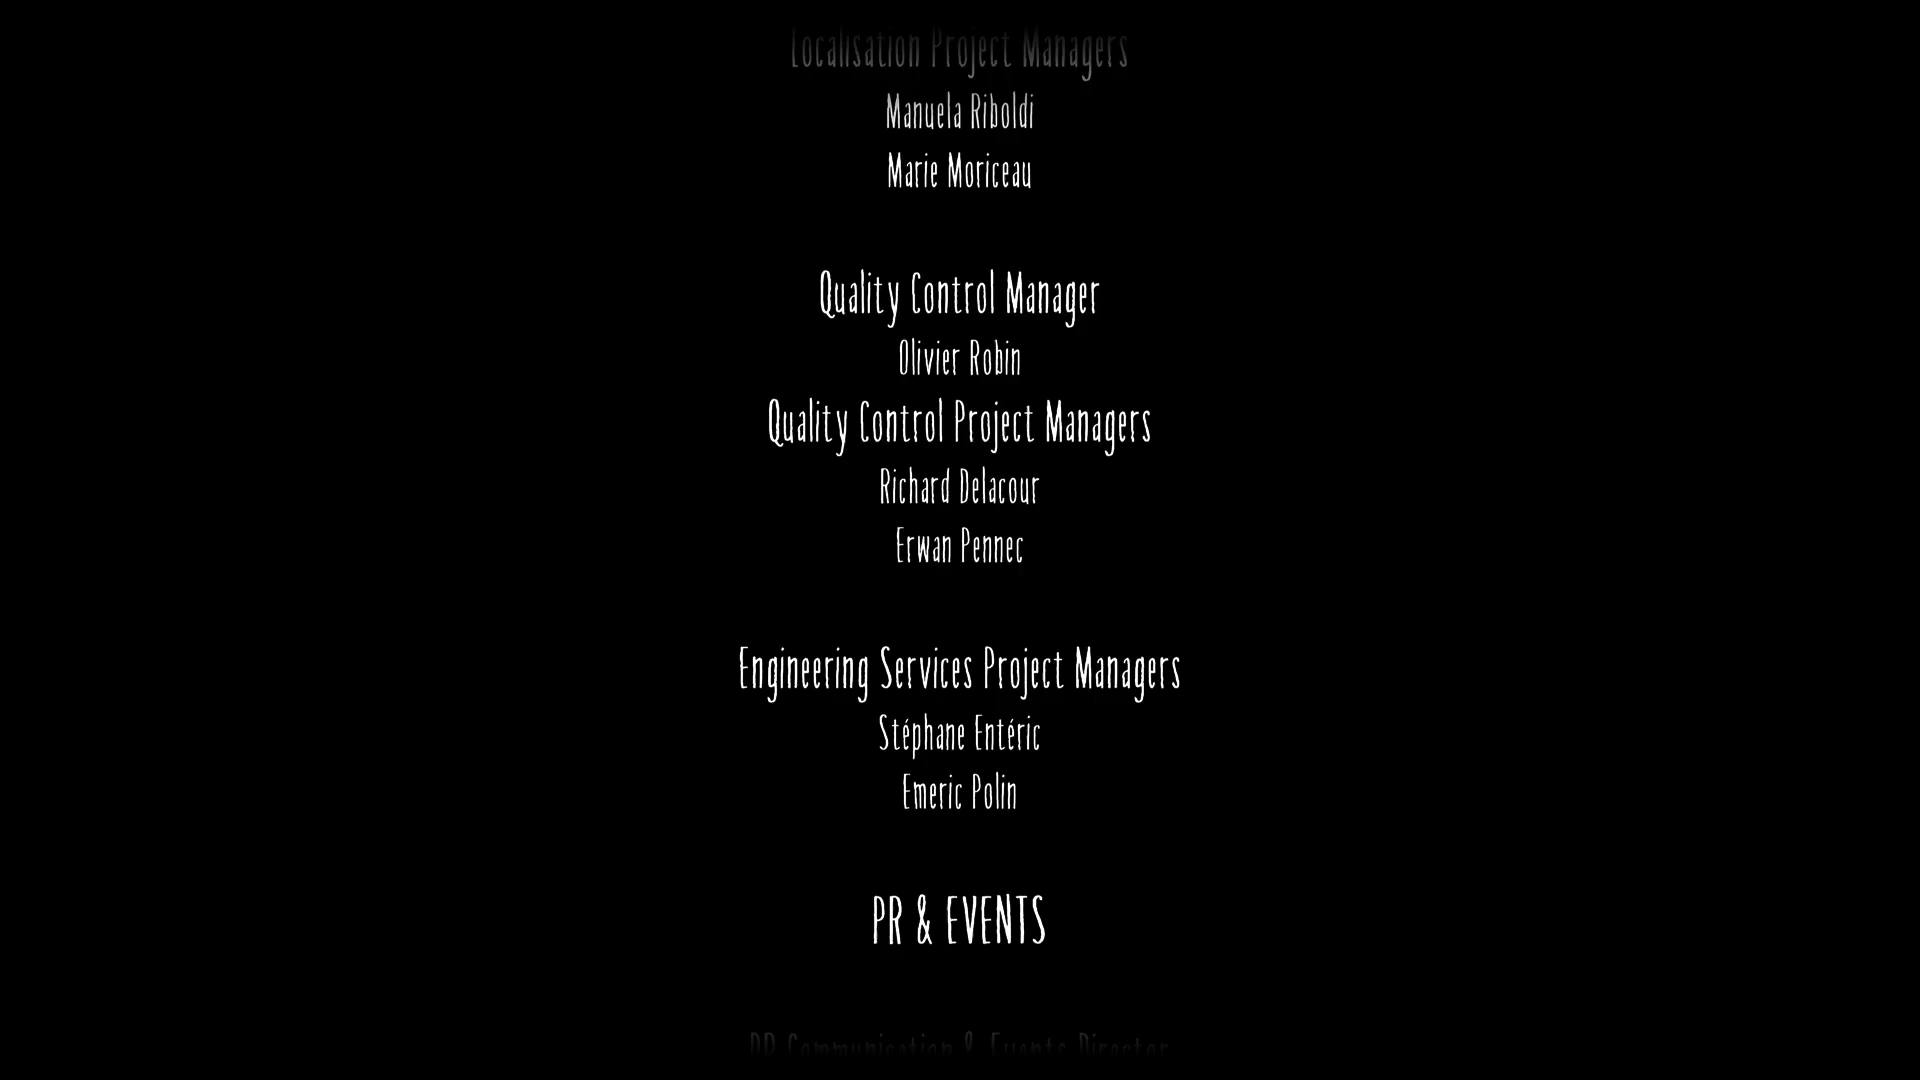 Localisation Project Managers
Manuela Riboldi
Marie Moriceau
Quality Control Manager
Olivier Robin
Quality Control Project Managers
Richard Delacour
Erwan Pennec
Engineering Services Project Managers
Stéphane Entéric
Emeric Polin
PR & EVENTS
PR Communication & Events Director